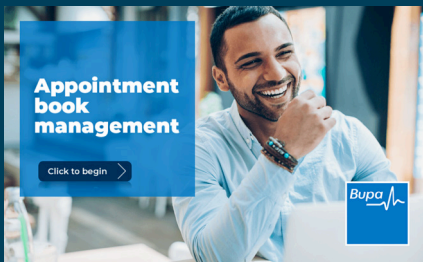 Appointment
book
management
Click to begin
Bupa